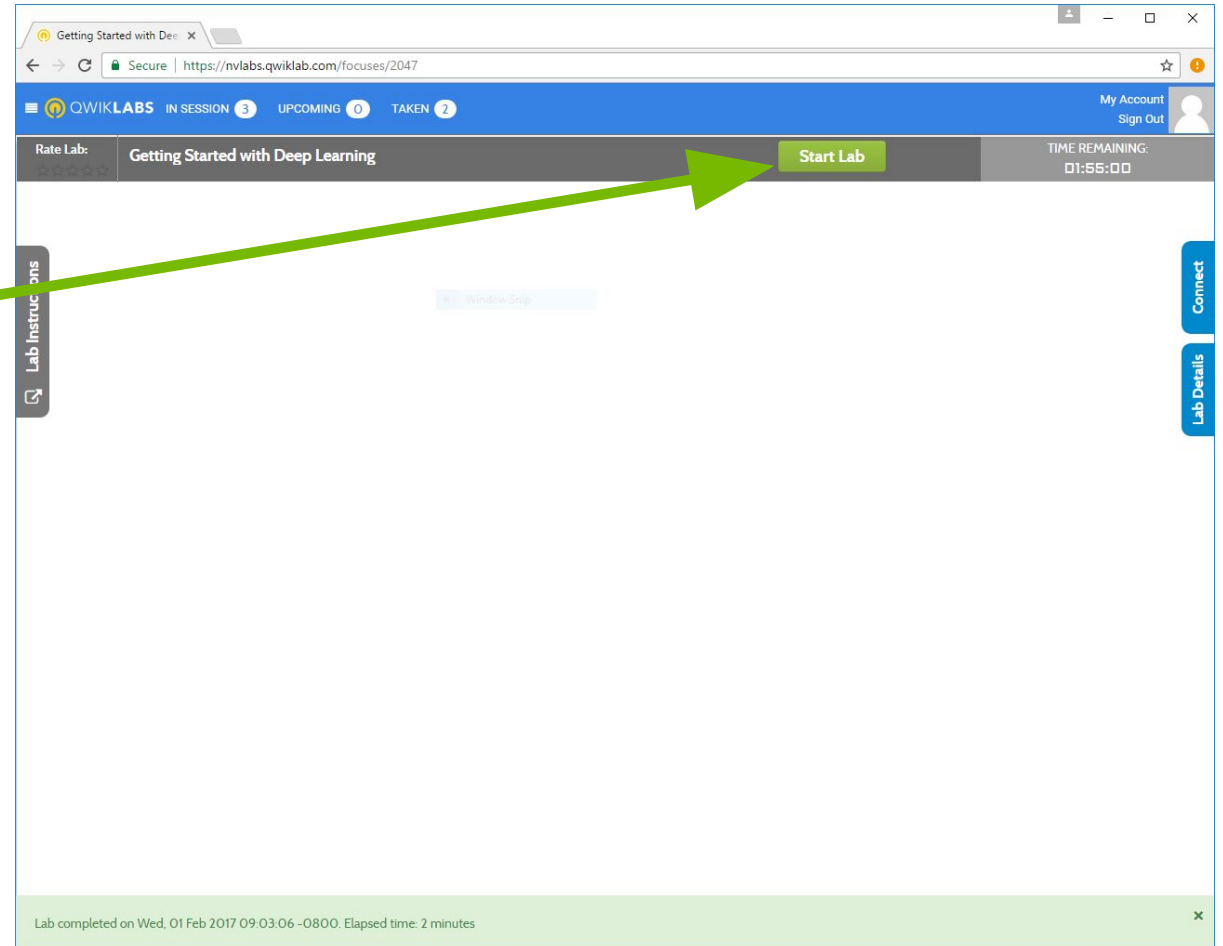 Getting Started with Dee
Secure | https://nvlabs.qwiklab.com/focuses/2047
QWIKLABS IN SESSION 3 UPCOMING 0 TAKEN 2
My Account
Sign Out
Rate Lab:
Getting Started with Deep Learning
Start Lab
TIME REMAINING:
01:55:00
Lab Instructions
Window Snip
Connect
Lab Details
Lab completed on Wed, 01 Feb 2017 09:03:06 -0800. Elapsed time: 2 minutes